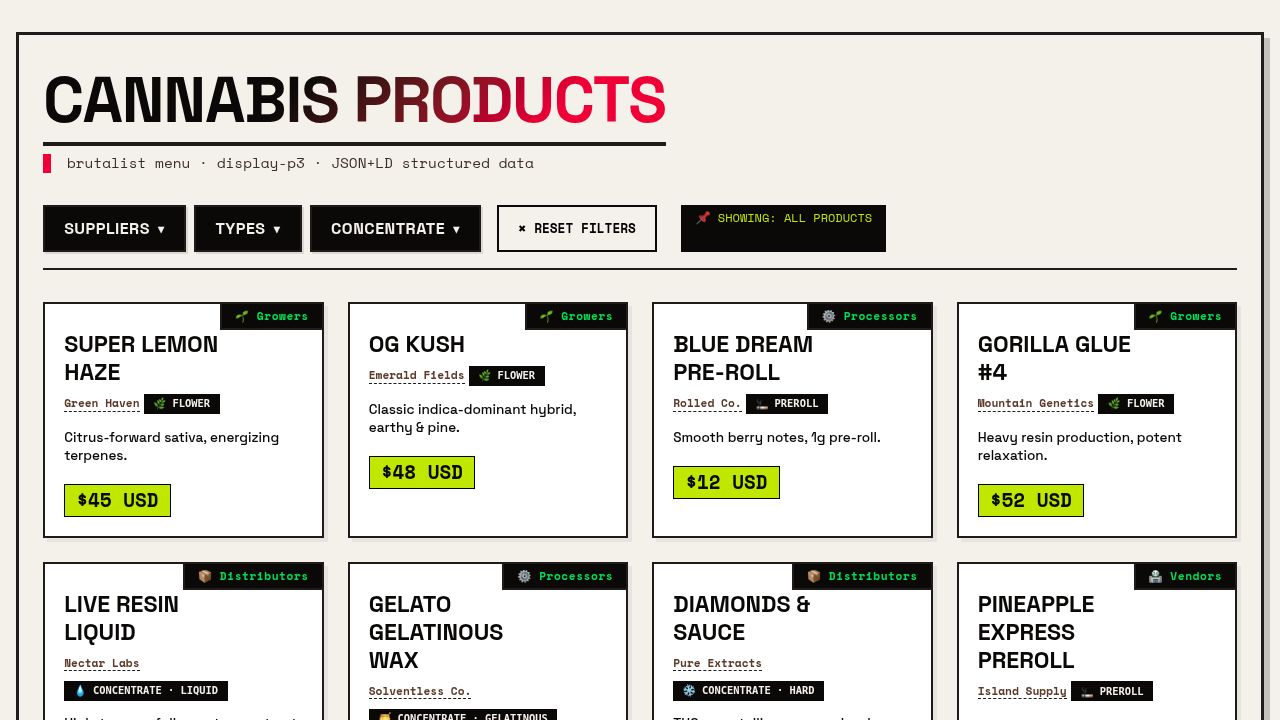 CANNABIS PRODUCTS
brutalist menu · display-p3 · JSON+LD structured data
SUPPLIERS ▾
TYPES ▾
CONCENTRATE ▾
✖ RESET FILTERS
📌 SHOWING: ALL PRODUCTS
🌱 Growers
SUPER LEMON
HAZE
Green Haven 🌿 FLOWER
Citrus-forward sativa, energizing
terpenes.
$45 USD
🌱 Growers
OG KUSH
Emerald Fields 🌿 FLOWER
Classic indica-dominant hybrid,
earthy & pine.
$48 USD
⚙️ Processors
BLUE DREAM
PRE-ROLL
Rolled Co. 🚬 PREROLL
Smooth berry notes, 1g pre-roll.
$12 USD
🌱 Growers
GORILLA GLUE
#4
Mountain Genetics 🌿 FLOWER
Heavy resin production, potent
relaxation.
$52 USD
📦 Distributors
LIVE RESIN
LIQUID
Nectar Labs
💧 CONCENTRATE · LIQUID
⚙️ Processors
GELATO
GELATINOUS
WAX
Solventless Co.
🍯 CONCENTRATE · GELATINOUS
📦 Distributors
DIAMONDS &
SAUCE
Pure Extracts
❄️ CONCENTRATE · HARD
🏪 Vendors
PINEAPPLE
EXPRESS
PREROLL
Island Supply 🚬 PREROLL